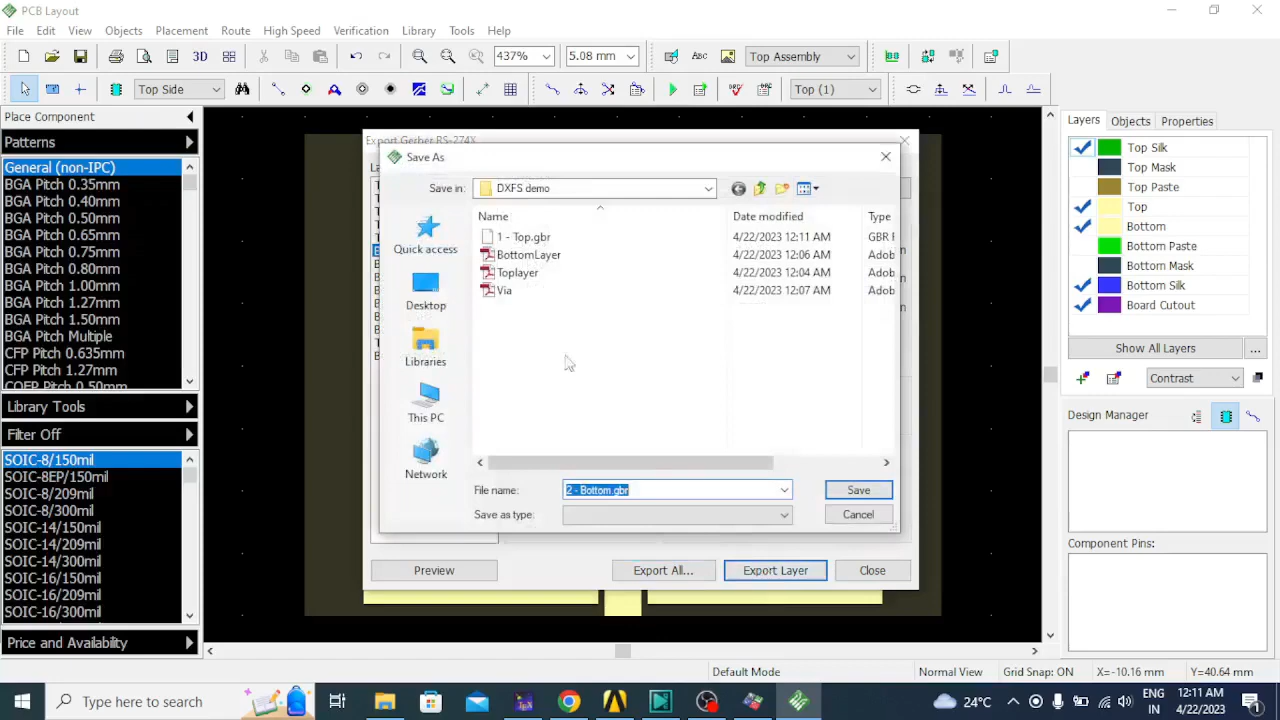 PCB Layout
File Edit View Objects Placement Route High Speed Verification Library Tools Help
3D 437% 5.08 mm Abc Top Assembly
Top Side Top (1)
Place Component
Patterns
General (non-IPC)
BGA Pitch 0.35mm
BGA Pitch 0.40mm
BGA Pitch 0.50mm
BGA Pitch 0.65mm
BGA Pitch 0.75mm
BGA Pitch 0.80mm
BGA Pitch 1.00mm
BGA Pitch 1.27mm
BGA Pitch 1.50mm
BGA Pitch Multiple
CFP Pitch 0.635mm
CQFP Pitch 0.50mm
Library Tools
Filter Off
SOIC-8/150mil
SOIC-8EP/150mil
SOIC-8/209mil
SOIC-8/300mil
SOIC-14/150mil
SOIC-14/209mil
SOIC-14/300mil
SOIC-16/150mil
SOIC-16/209mil
SOIC-16/300mil
Price and Availability
Export Gerber RS-274X
Save As
Save in: DXFS demo
Name Date modified Type
1 - Top.gbr 4/22/2023 12:11 AM GBR F
BottomLayer 4/22/2023 12:06 AM Adob
Toplayer 4/22/2023 12:04 AM Adob
Via 4/22/2023 12:07 AM Adob
Quick access
Desktop
Libraries
This PC
Network
File name: 2 - Bottom.gbr Save
Save as type: Cancel
Preview Export All... Export Layer Close
Layers Objects Properties
Top Silk
Top Mask
Top Paste
Top
Bottom
Bottom Paste
Bottom Mask
Bottom Silk
Board Cutout
Show All Layers ...
Contrast
Design Manager
Component Pins:
Default Mode Normal View Grid Snap: ON X=-10.16 mm Y=40.64 mm
Type here to search 24°C ENG IN 12:11 AM 4/22/2023